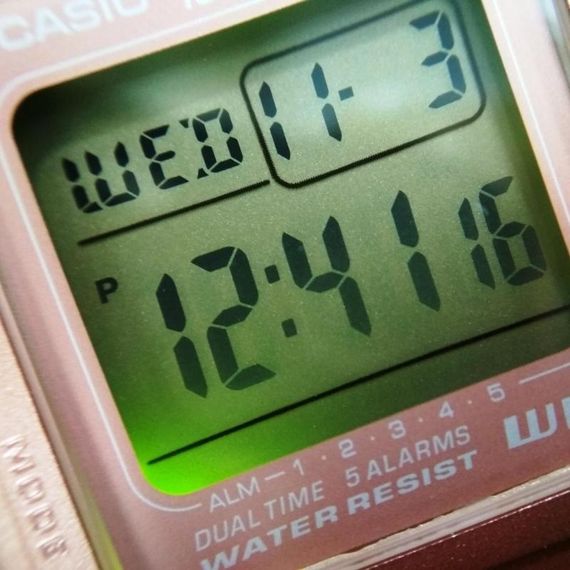 CASIO
WED 11-3
P 12:41 16
ALM-1·2·3·4·5
DUAL TIME 5 ALARMS
WATER RESIST
MODE